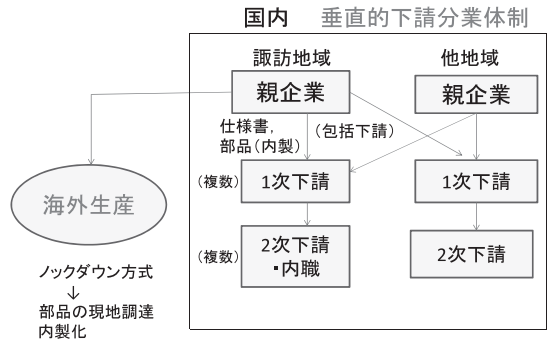 国内 垂直的下請分業体制
諏訪地域 他地域
親企業 親企業
仕様書,
部品(内製)
(包括下請)
(複数) 1次下請 1次下請
海外生産
(複数) 2次下請
・内職
2次下請
ノックダウン方式
↓
部品の現地調達
内製化